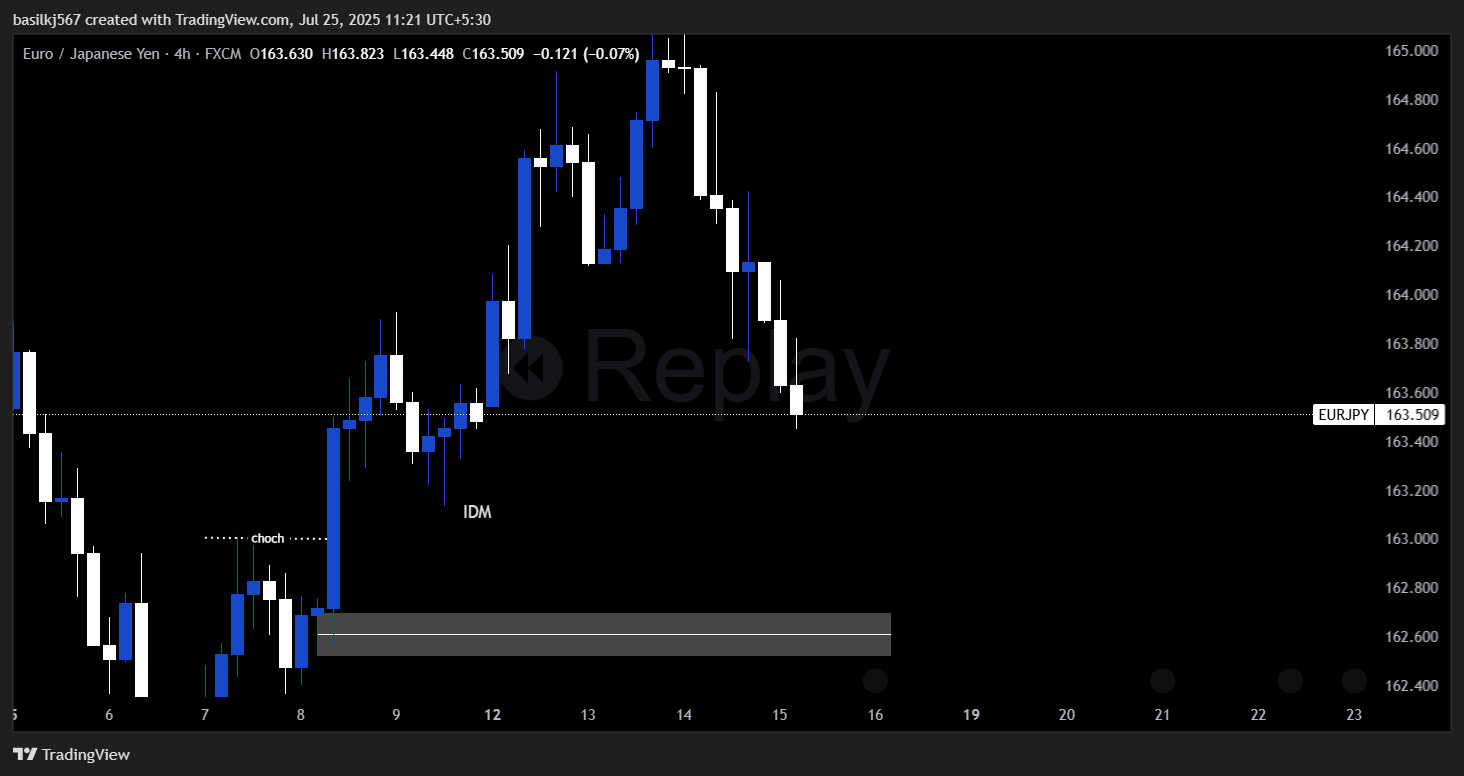 basilkj567 created with TradingView.com, Jul 25, 2025 11:21 UTC+5:30
Euro / Japanese Yen · 4h · FXCM O163.630 H163.823 L163.448 C163.509 −0.121 (−0.07%)
165.000
164.800
164.600
164.400
164.200
164.000
163.800
Replay
163.600
EURJPY 163.509
163.400
163.200
IDM
163.000
choch
162.800
162.600
162.400
5 6 7 8 9 12 13 14 15 16 19 20 21 22 23
TradingView